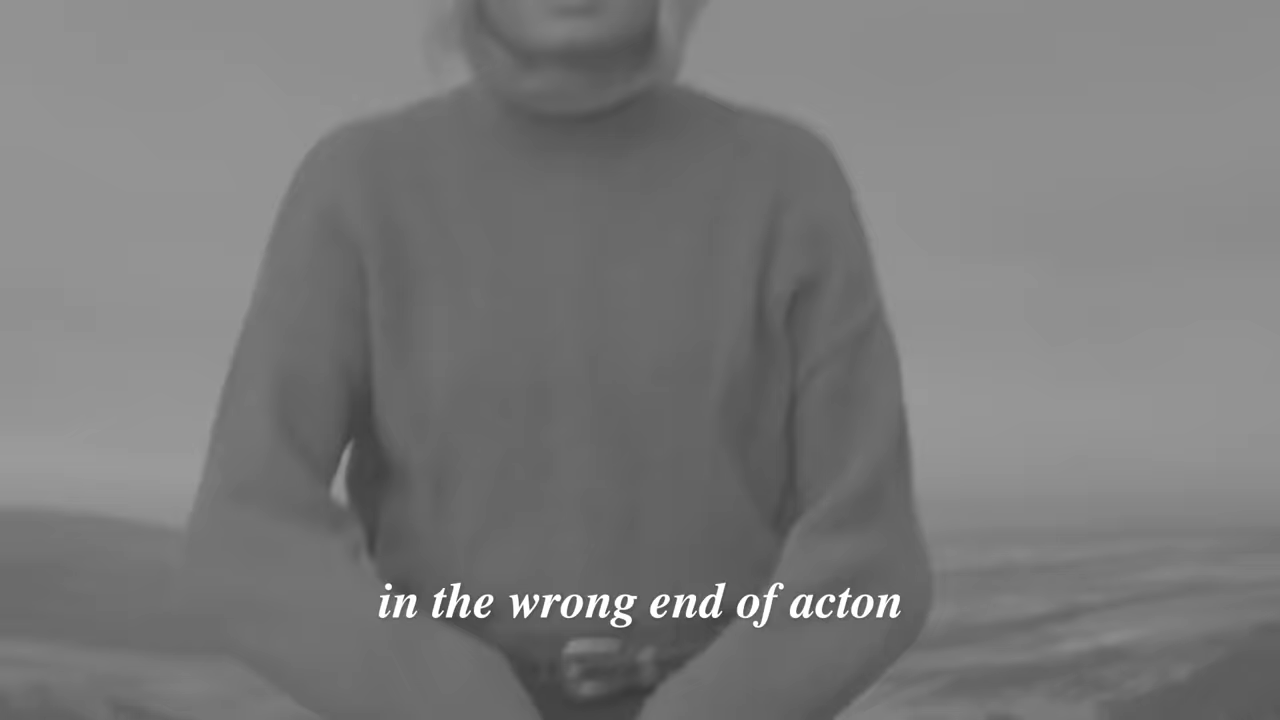 in the wrong end of acton